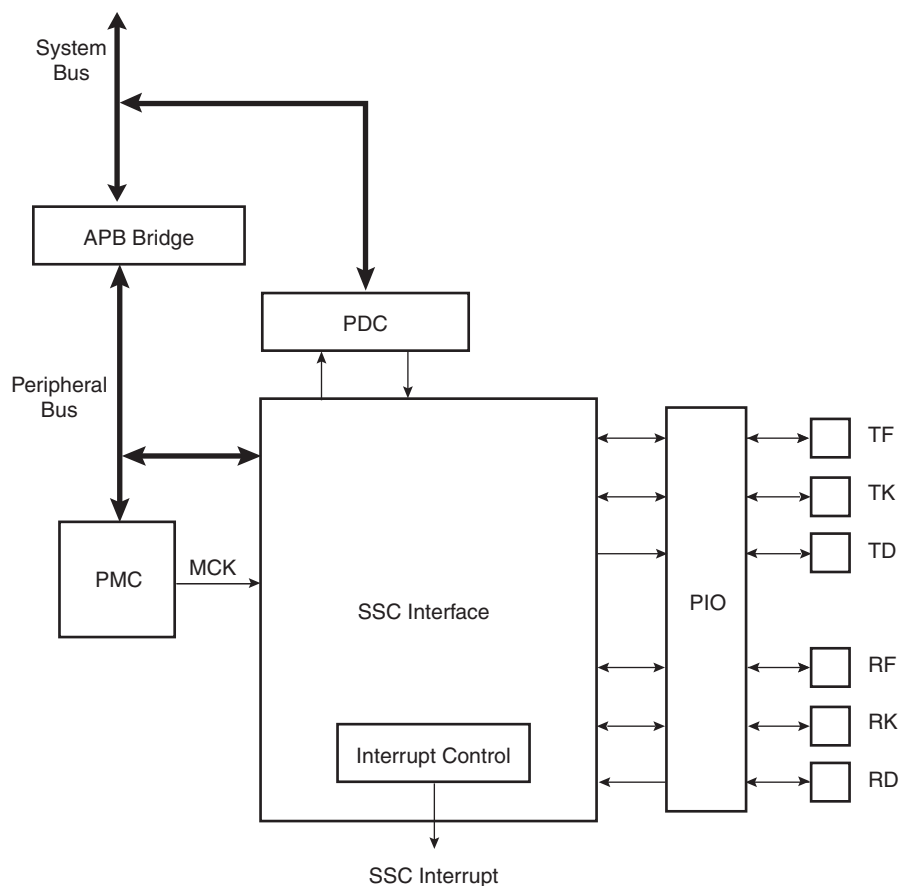 System
Bus
APB Bridge
PDC
Peripheral
Bus
PMC
MCK
SSC Interface
Interrupt Control
SSC Interrupt
PIO
TF
TK
TD
RF
RK
RD